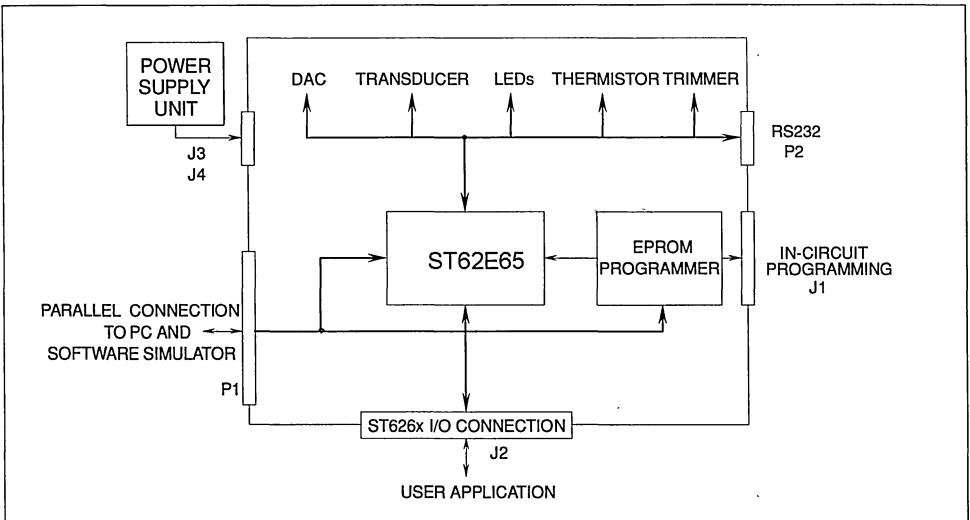 POWER
SUPPLY
UNIT
DAC
TRANSDUCER
LEDs
THERMISTOR
TRIMMER
J3
J4
RS232
P2
ST62E65
EPROM
PROGRAMMER
IN-CIRCUIT
PROGRAMMING
J1
PARALLEL CONNECTION
TO PC AND
SOFTWARE SIMULATOR
P1
ST626x I/O CONNECTION
J2
USER APPLICATION